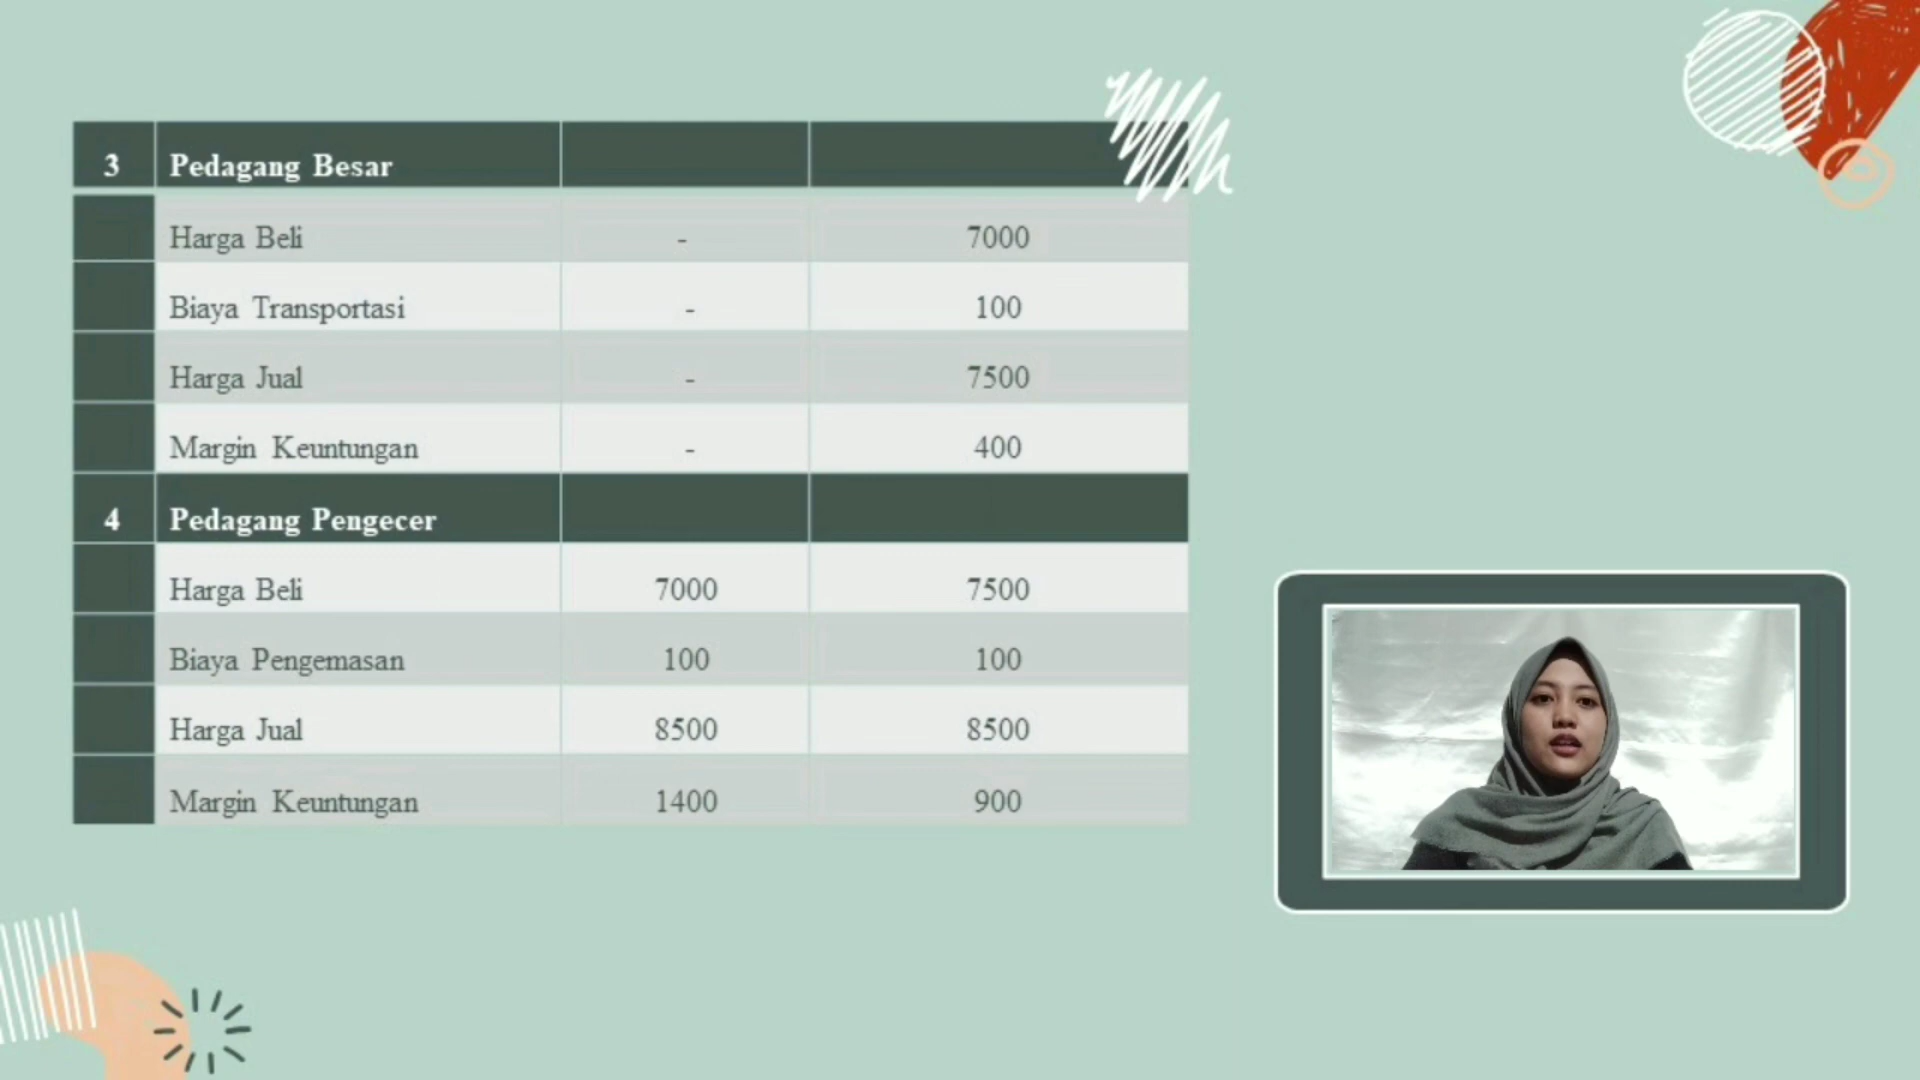 3 Pedagang Besar
Harga Beli - 7000
Biaya Transportasi - 100
Harga Jual - 7500
Margin Keuntungan - 400
4 Pedagang Pengecer
Harga Beli 7000 7500
Biaya Pengemasan 100 100
Harga Jual 8500 8500
Margin Keuntungan 1400 900